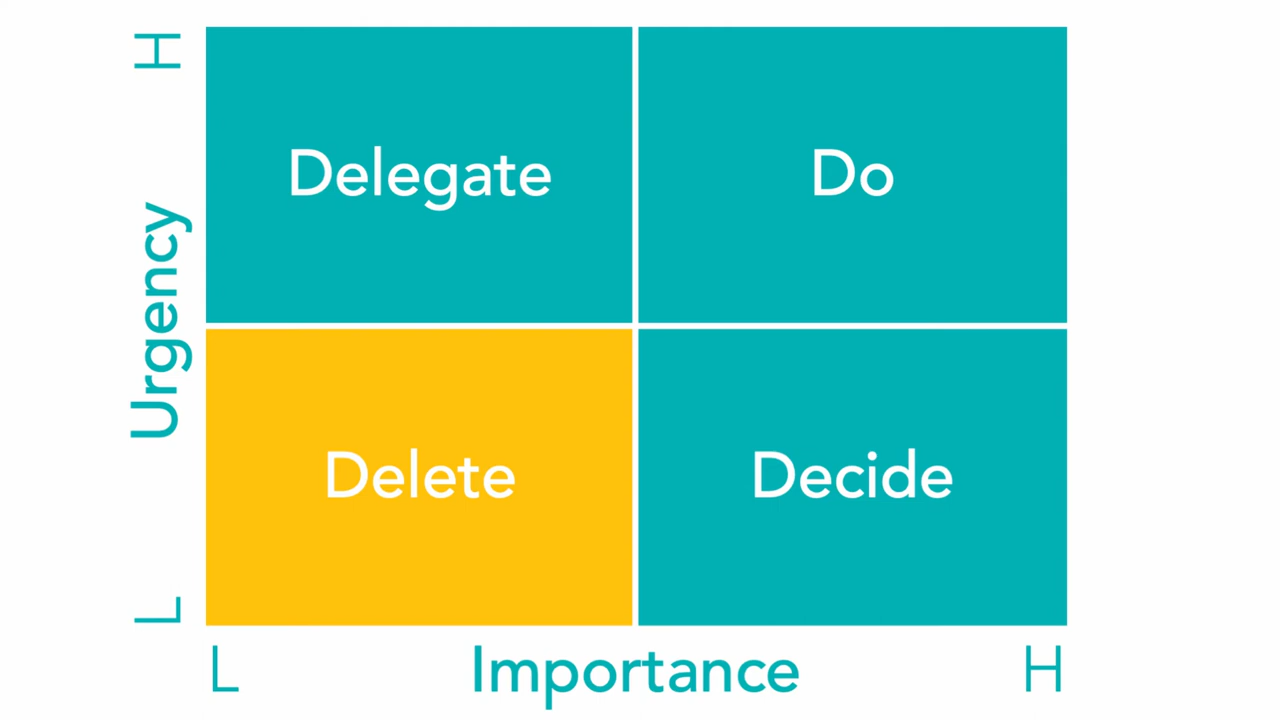 H
Delegate
Do
Urgency
Delete
Decide
L
L
Importance
H